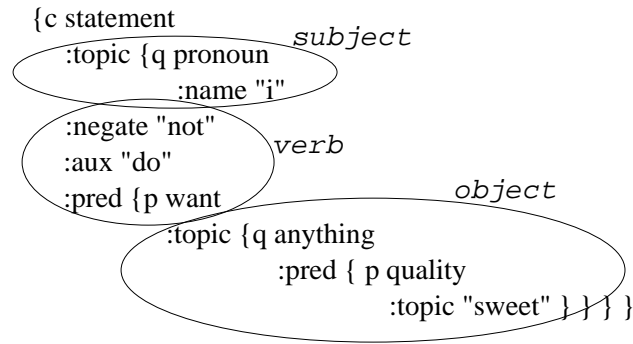 {c statement
subject
:topic {q pronoun
:name "i"
:negate "not"
verb
:aux "do"
:pred {p want
object
:topic {q anything
:pred { p quality
:topic "sweet" } } } }